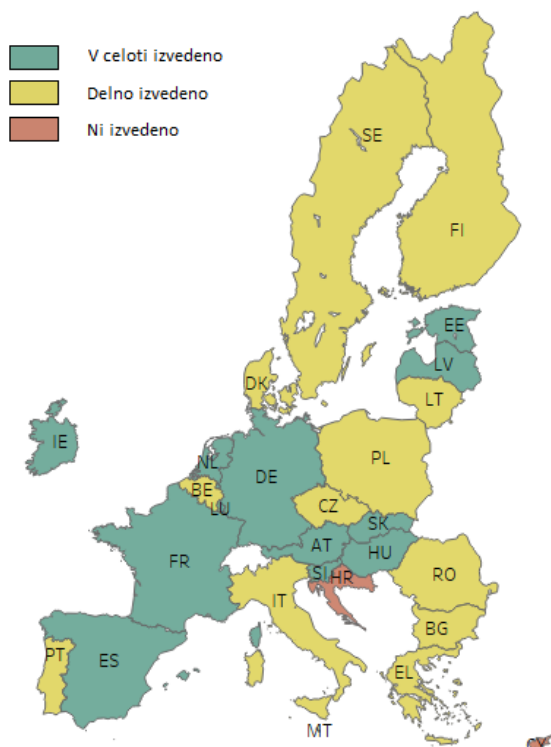 V celoti izvedeno
Delno izvedeno
Ni izvedeno
SE
FI
EE
LV
LT
DK
IE
NL
BE
LU
DE
PL
CZ
SK
AT
HU
FR
SI
HR
RO
IT
BG
PT
ES
EL
MT
CY